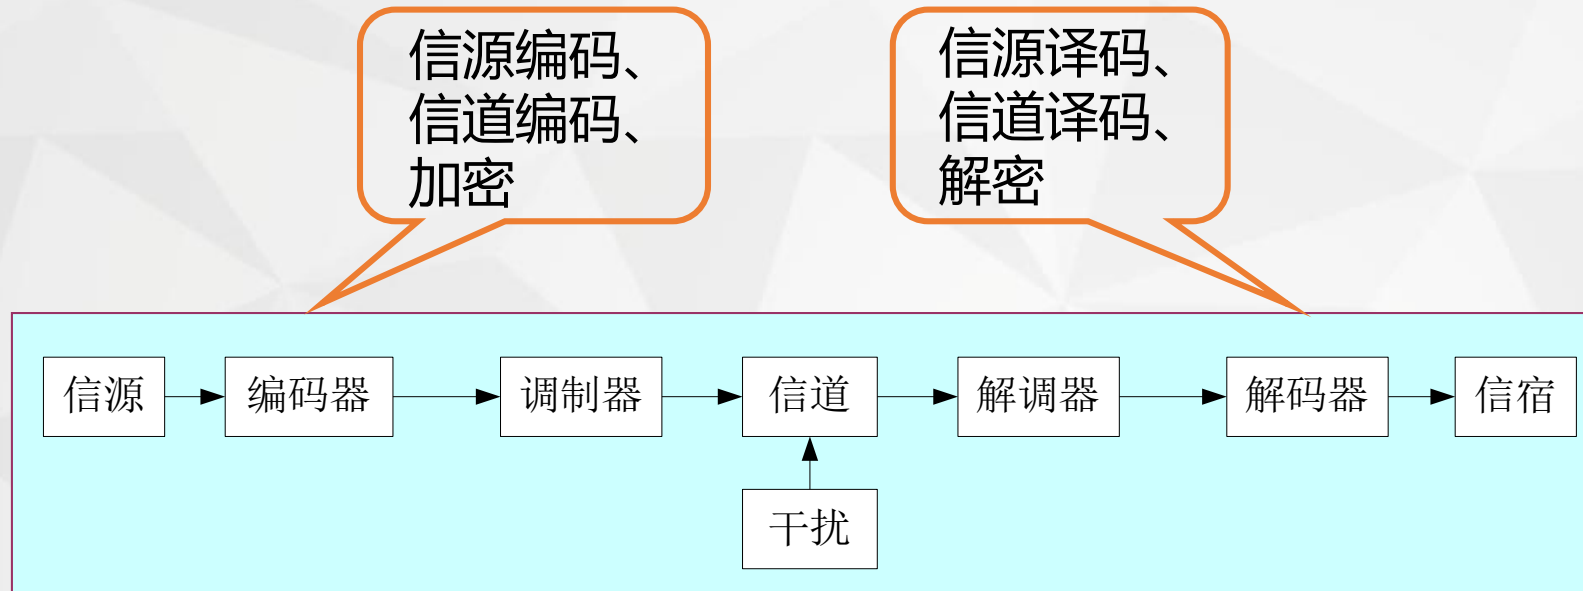 信源编码、
信道编码、
加密
信源译码、
信道译码、
解密
信源
编码器
调制器
信道
解调器
解码器
信宿
干扰